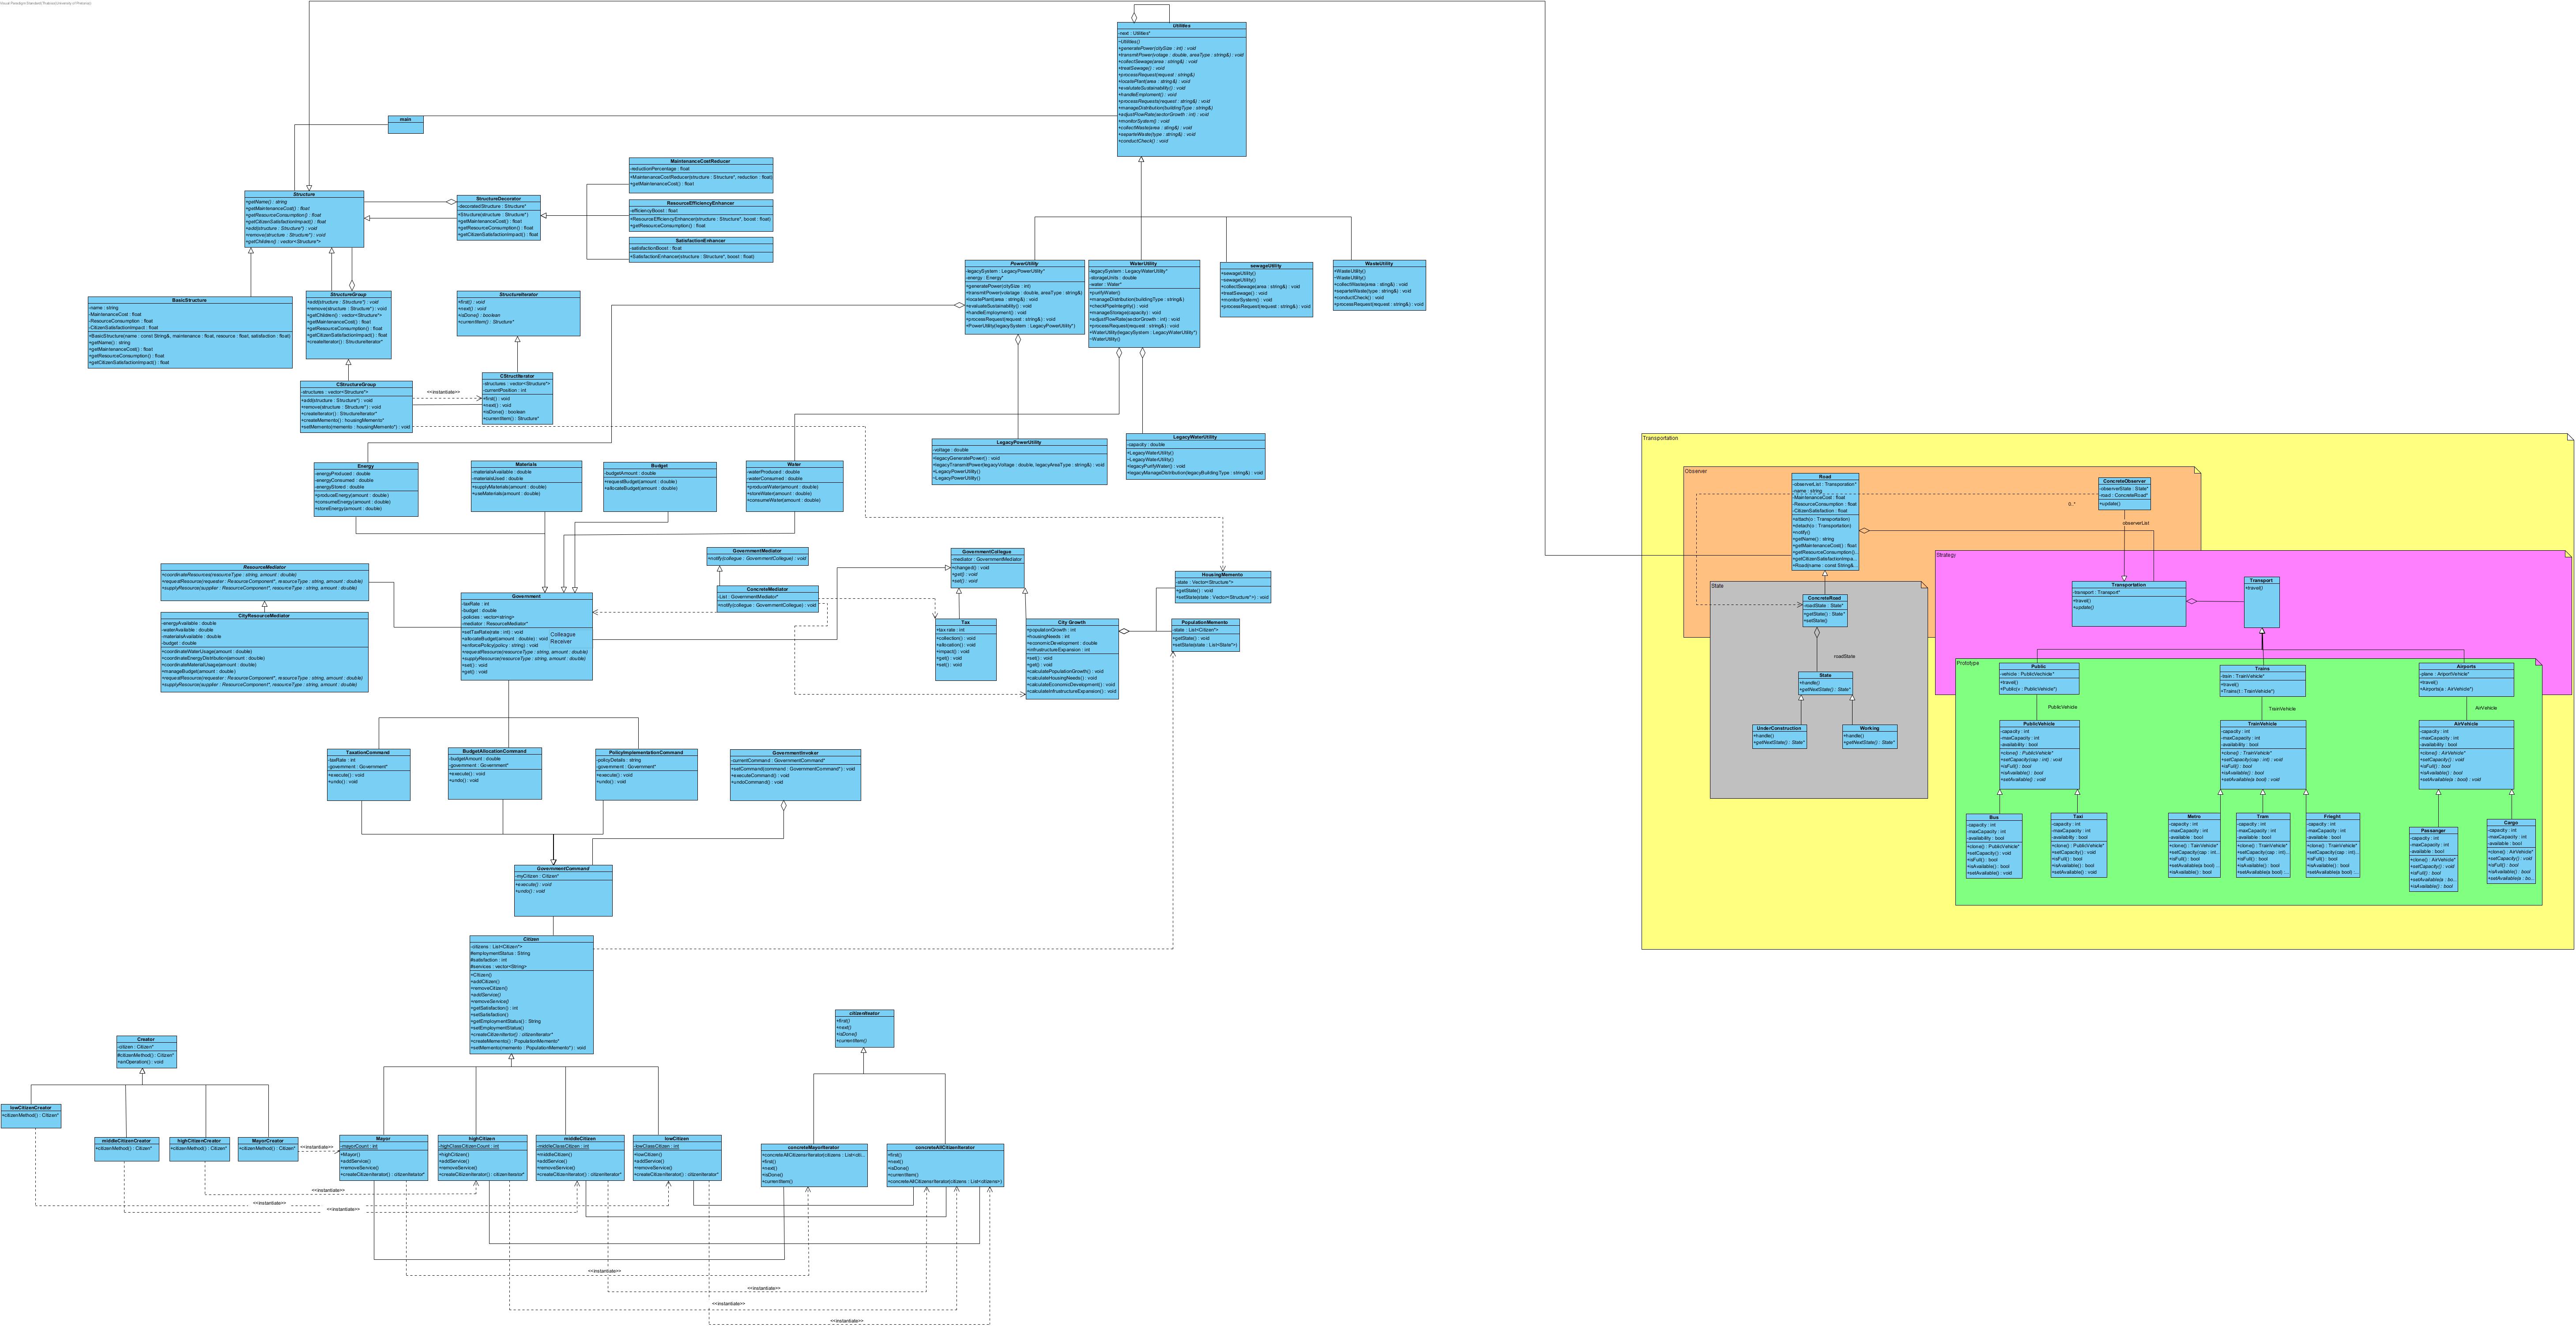 Visual Paradigm Standard(Thabiso(University of Pretoria))
Utilities
-next : Utilities*
~Utilities()
+generatePower(citySize : int) : void
+transmitPower(votage : double, areaType : string&) : void
+collectSewage(area : string&) : void
+treatSewage() : void
+processRequest(request : string&)
+locatePlant(area : string&) : void
+evalulateSustainability() : void
+handleEmploment() : void
+processRequests(request : string&) : void
+manageDistribution(buildingType : string&)
+adjustFlowRate(sectorGrowth : int) : void
+monitorSystem() : void
+collectWaste(area : sting&) : void
+separteWaste(type : string&) : void
+conductCheck() : void
main
Structure
+getName() : string
+getMaintenanceCost() : float
+getResourceConsumption() : float
+getCitizenSatisfactionImpact() : float
+add(structure : Structure*) : void
+remove(structure : Structure*) : void
+getChildren() : vector<Structure*>
StructureDecorator
-decoratedStructure : Structure*
+Structure(structure : Structure*)
+getMaintenanceCost() : float
+getResourceConsumption() : float
+getCitizenSatisfactionImpact() : float
MaintenanceCostReducer
-reductionPercentage : float
+MaintenanceCostReducer(structure : Structure*, reduction : float)
+getMaintenanceCost() : float
ResourceEfficiencyEnhancer
-efficiencyBoost : float
+ResourceEfficiencyEnhancer(structure : Structure*, boost : float)
+getResourceConsumption() : float
SatisfactionEnhancer
-satisfactionBoost : float
+SatisfactionEnhancer(structure : Structure*, boost : float)
BasicStructure
-name : string
-MaintenanceCost : float
-ResourceConsumption : float
-CitizenSatisfactionImpact : float
+BasicStructure(name : const String&, maintenance : float, resource : float, satisfaction : float)
+getName() : string
+getMaintenanceCost() : float
+getResourceConsumption() : float
+getCitizenSatisfactionImpact() : float
StructureGroup
+add(structure : Structure*) : void
+remove(structure : Structure*) : void
+getChildren() : vector<Structure*>
+getMaintenanceCost() : float
+getResourceConsumption() : float
+getCitizenSatisfactionImpact() : float
+createIterator() : StructureIterator*
StructureIterator
+first() : void
+next() : void
+isDone() : boolean
+currentItem() : Structure*
CStructureGroup
-structures : vector<Structure*>
+add(structure : Structure*) : void
+remove(structure : Structure*) : void
+createIterator() : StructureIterator*
+createMemento() : housingMemento*
+setMemento(memento : housingMemento*) : void
<<instantiate>>
CStructIterator
-structures : vector<Structure*>
-currentPosition : int
+first() : void
+next() : void
+isDone() : boolean
+currentItem() : Structure*
PowerUtility
-legacySystem : LegacyPowerUtility*
-energy : Energy*
+generatePower(citySize : int)
+transmitPower(volatage : double, areaType : string&)
+locatePlant(area : string&) : void
+evaluateSustainability() : void
+handleEmployment() : void
+processRequest(request : string&)
+PowerUtility(legacySystem : LegacyPowerUtility*)
WaterUtility
-legacySystem : LegacyWaterUtility*
-storageUnits : double
-water : Water*
+purifyWater()
+manageDistribution(buildingType : string&)
+checkPipeIntegrity() : void
+manageStorage(capacity) : void
+adjustFlowRate(sectorGrowth : int) : void
+processRequest(request : string&) : void
+WaterUtility(legacySystem : LegacyWaterUtility*)
~WaterUtility()
sewageUtility
+sewageUtility()
~sewageUtility()
+collectSewage(area : string&) : void
+treatSewage() : void
+monitorSystem() : void
+processRequest(request : string&) : void
WasteUtility
+WasteUtility()
~WasteUtility()
+collectWaste(area : string&) : void
+separteWaste(type : string&) : void
+conductCheck() : void
+processRequest(request : string&) : void
LegacyPowerUtility
-voltage : double
+legacyGeneratePower() : void
+legacyTransmitPower(legacyVoltage : double, legacyAreaType : string&) : void
+LegacyPowerUtility()
~LegacyPowerUtility()
LegacyWaterUtility
-capacity : double
+LegacyWaterUtility()
~LegacyWaterUtility()
+legacyPurifyWater() : void
+legacyManageDistribution(legacyBuildingType : string&)
Energy
-energyProduced : double
-energyConsumed : double
-energyStored : double
+produceEnergy(amount : double)
+consumeEnergy(amount : double)
+storeEnergy(amount : double)
Materials
-materialsAvailable : double
-materialsUsed : double
+supplyMaterials(amount : double)
+useMaterials(amount : double)
Budget
-budgetAmount : double
+requestBudget(amount : double)
+allocateBudget(amount : double)
Water
-waterProduced : double
-waterConsumed : double
+produceWater(amount : double)
+storeWater(amount : double)
+consumeWater(amount : double)
ResourceMediator
+coordinateResources(resourceType : string, amount : double)
+requestResource(requester : ResourceComponent*, resourceType : string, amount : double)
+supplyResource(supplier : ResourceComponent*, resourceType : string, amount : double)
CityResourceMediator
-energyAvailable : double
-waterAvailable : double
-materialsAvailable : double
-budget : double
+coordinateWaterUsage(amount : double)
+coordinateEnergyDistribution(amount : double)
+coordinateMaterialUsage(amount : double)
+manageBudget(amount : double)
+requestResource(requester : ResourceComponent*, resourceType : string, amount : double)
+supplyResource(supplier : ResourceComponent*, resourceType : string, amount : double)
Government
-taxRate : int
-budget : double
-policies : vector<string>
-mediator : ResourceMediator*
+setTaxRate(rate : int) : void
+allocateBudget(amount : double) : void
+enforcePolicy(policy : string) : void
+requestResource(resourceType : string, amount : double)
+supplyResource(resourceType : string, amount : double)
+set() : void
+get() : void
Colleague
Receiver
GovernmentMediator
+notify(collegue : GovernmentCollegue) : void
ConcreteMediator
-List : GovernmentMediator*
+notify(collegue : GovernmentCollegue) : void
GovernmentCollegue
-mediator : GovernmentMediator
+changed() : void
+get() : void
+set() : void
Tax
+tax rate : int
+collection() : void
+allocation() : void
+impact() : void
+get() : void
+set() : void
City Growth
+populationGrowth : int
+housingNeeds : int
+economicDevelopment : double
+infrastructureExpansion : int
+set() : void
+get() : void
+calculatePopulationGrowth() : void
+calculateHousingNeeds() : void
+calculateEconomicDevelopment() : void
+calculateInfrastructureExpansion() : void
HousingMemento
-state : Vector<Structure*>
+getState() : void
+setState(state : Vector<Structure*>) : void
PopulationMemento
-state : List<Citizen*>
+getState() : void
+setState(state : List<State*>)
TaxationCommand
-taxRate : int
-government : Government*
+execute() : void
+undo() : void
BudgetAllocationCommand
-budgetAmount : double
-government : Government*
+execute() : void
+undo() : void
PolicyImplementationCommand
-policyDetails : string
-government : Government*
+execute() : void
+undo() : void
GovernmentInvoker
-currentCommand : GovernmentCommand*
+setCommand(command : GovernmentCommand*) : void
+executeCommand() : void
+undoCommand() : void
GovernmentCommand
-myCitizen : Citizen*
+execute() : void
+undo() : void
Citizen
-citizens : List<Citizen*>
#employmentStatus : String
#satisfaction : int
#services : vector<String>
+Citizen()
+addCitizen()
+removeCitizen()
+addService()
+removeService()
+getSatisfaction() : int
+setSatisfaction()
+getEmploymentStatus() : String
+setEmploymentStatus()
+createCitizenItertor() : citizenIterator*
+createMemento() : PopulationMemento*
+setMemento(memento : PopulationMemento*) : void
citizenIteator
+first()
+next()
+isDone()
+currentItem()
Creator
-citizen : Citizen*
#citizenMethod() : Citizen*
+anOperation() : void
lowCitizenCreator
+citizenMethod() : Citizen*
middleCitizenCreator
+citizenMethod() : Citizen*
highCitizenCreator
+citizenMethod() : Citizen*
MayorCreator
+citizenMethod() : Citizen*
<<instantiate>>
Mayor
-mayorCount : int
+Mayor()
+addService()
+removeService()
+createCitizenIterator() : citizenIterator*
highCitizen
-highClassCitizenCount : int
+highCitizen()
+addService()
+removeService()
+createCitizenIterator() : citizenIterator*
middleCitizen
-middleClassCitizen : int
+middleCitizen()
+addService()
+removeService()
+createCitizenIterator() : citizenIterator*
lowCitizen
-lowClassCitizen : int
+lowCitizen()
+addService()
+removeService()
+createCitizenIterator() : citizenIterator*
concreteMayorIterator
+concreteAllCitizensIterator(citizens : List<citi...
+first()
+next()
+isDone()
+currentItem()
concreteAllCitizenIterator
+first()
+next()
+isDone()
+currentItem()
+concreteAllCitizensIterator(citizens : List<citizens>)
<<instantiate>>
<<instantiate>>
<<instantiate>>
<<instantiate>>
<<instantiate>>
<<instantiate>>
<<instantiate>>
Transportation
Observer
Road
-observerList : Transporation*
-name : string
-MaintenanceCost : float
-ResourceConsumption : float
-CitizenSatisfaction : float
+attach(o : Transportation)
+detach(o : Transportation)
+notify()
+getName() : string
+getMaintenanceCost() : float
+getResourceConsumption()...
+getCitizenSatisfactionImpa...
+Road(name : const String&...
ConcreteObserver
-observerState : State*
-road : ConcreteRoad*
+update()
0..*
observerList
Strategy
Transportation
-transport : Transport*
+travel()
+update()
Transport
+travel()
State
ConcreteRoad
-roadState : State*
+getState() : State*
+setState()
roadState
State
+handle()
+getNextState() : State*
UnderConstruction
+handle()
+getNextState() : State*
Working
+handle()
+getNextState() : State*
Prototype
Public
-vehicle : PublicVechicle*
+travel()
+Public(v : PublicVehicle*)
Trains
-train : TrainVehicle*
+travel()
+Trains(t : TrainVehicle*)
Airports
-plane : AirportVehicle*
+travel()
+Airports(a : AirVehicle*)
PublicVehicle
TrainVehicle
AirVehicle
PublicVehicle
-capacity : int
-maxCapacity : int
-availability : bool
+clone() : PublicVehicle*
+setCapacity(cap : int) : void
+isFull() : bool
+isAvailable() : bool
+setAvailable() : void
TrainVehicle
-capacity : int
-maxCapacity : int
-availability : bool
+clone() : TrainVehicle*
+setCapacity(cap : int) : void
+isFull() : bool
+isAvailable() : bool
+setAvailable(a bool) : void
AirVehicle
-capacity : int
-maxCapacity : int
-availability : bool
+clone() : AirVehicle*
+setCapacity() : void
+isFull() : bool
+isAvailable() : bool
+setAvailable(a : bool) : void
Bus
-capacity : int
-maxCapacity : int
-availability : bool
+clone() : PublicVehicle*
+setCapacity() : void
+isFull() : bool
+isAvailable() : bool
+setAvailable() : void
Taxi
-capacity : int
-maxCapacity : int
-availability : bool
+clone() : PublicVehicle*
+setCapacity() : void
+isFull() : bool
+isAvailable() : bool
+setAvailable() : void
Metro
-capacity : int
-maxCapacity : int
-available : bool
+clone() : TrainVehicle*
+setCapacity(cap : int)...
+isFull() : bool
+setAvailable(a bool) : ...
+isAvailable() : bool
Tram
-capacity : int
-maxCapacity : int
-available : bool
+clone() : TrainVehicle*
+setCapacity(cap : int)...
+isFull() : bool
+isAvailable() : bool
+setAvailable(a bool) : ...
Frieght
-capacity : int
-maxCapacity : int
-available : bool
+clone() : TrainVehicle*
+setCapacity(cap : int)...
+isFull() : bool
+isAvailable() : bool
+setAvailable(a bool) : ...
Passanger
-capacity : int
-maxCapacity : int
-available : bool
+clone() : AirVehicle*
+setCapacity() : void
+isFull() : bool
+setAvailable(a : bo...
+isAvailable() : bool
Cargo
-capacity : int
-maxCapacity : int
-available : bool
+clone() : AirVehicle*
+setCapacity() : void
+isFull() : bool
+isAvailable() : bool
+setAvailable(a : bo...